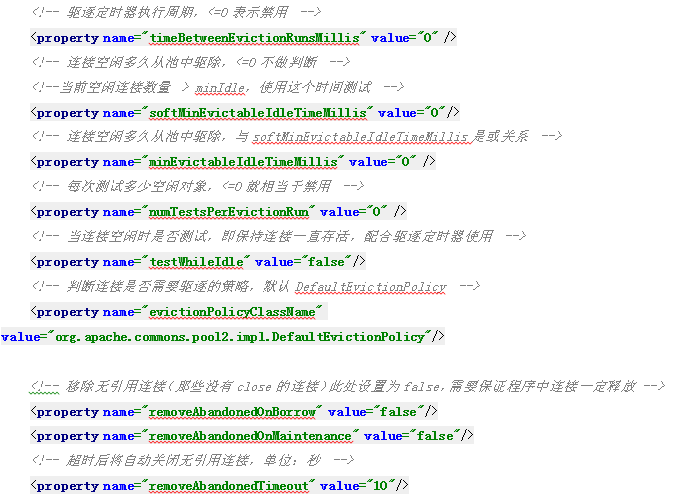 <!-- 驱逐定时器执行周期，<=0 表示禁用 -->
<property name="timeBetweenEvictionRunsMillis" value="0" />
<!-- 连接空闲多久从池中驱除，<=0 不做判断 -->
<!--当前空闲连接数量 > minIdle，使用这个时间测试 -->
<property name="softMinEvictableIdleTimeMillis" value="0"/>
<!-- 连接空闲多久从池中驱除，与 softMinEvictableIdleTimeMillis 是或关系 -->
<property name="minEvictableIdleTimeMillis" value="0" />
<!-- 每次测试多少空闲对象，<=0 就相当于禁用 -->
<property name="numTestsPerEvictionRun" value="0" />
<!-- 当连接空闲时是否测试，即保持连接一直存活，配合驱逐定时器使用 -->
<property name="testWhileIdle" value="false"/>
<!-- 判断连接是否需要驱逐的策略，默认 DefaultEvictionPolicy -->
<property name="evictionPolicyClassName"
value="org.apache.commons.pool2.impl.DefaultEvictionPolicy"/>
<!-- 移除无引用连接（那些没有 close 的连接）此处设置为 false，需要保证程序中连接一定释放 -->
<property name="removeAbandonedOnBorrow" value="false"/>
<property name="removeAbandonedOnMaintenance" value="false"/>
<!-- 超时后将自动关闭无引用连接，单位：秒 -->
<property name="removeAbandonedTimeout" value="10"/>